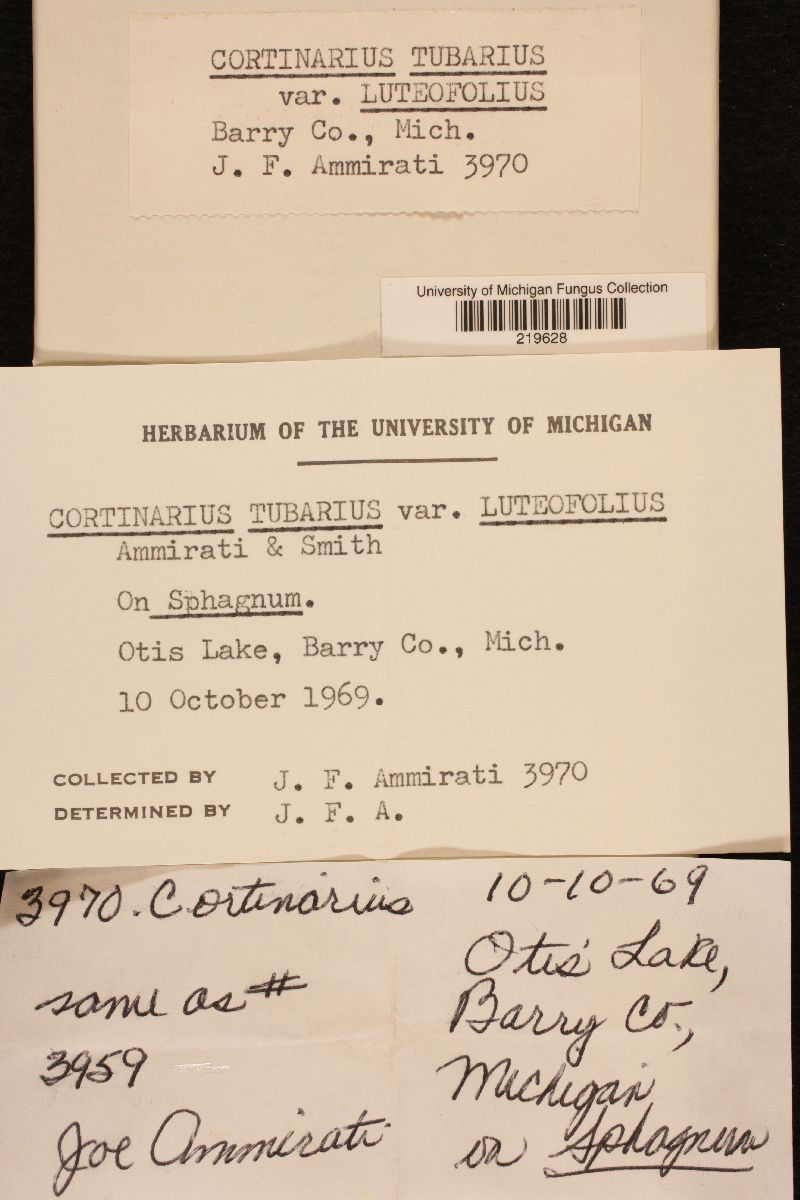 CORTINARIUS TUBARIUS
var. LUTEOFOLIUS
Barry Co., Mich.
J. F. Ammirati 3970
University of Michigan Fungus Collection
219628
HERBARIUM OF THE UNIVERSITY OF MICHIGAN
CORTINARIUS TUBARIUS var. LUTEOFOLIUS
Ammirati & Smith
On Sphagnum.
Otis Lake, Barry Co., Mich.
10 October 1969.
COLLECTED BY J. F. Ammirati 3970
DETERMINED BY J. F. A.
3970. Cortinarius
same as #
3959
Joe Ammirati
10-10-69
Otis Lake,
Barry Co.,
Michigan
on Sphagnum